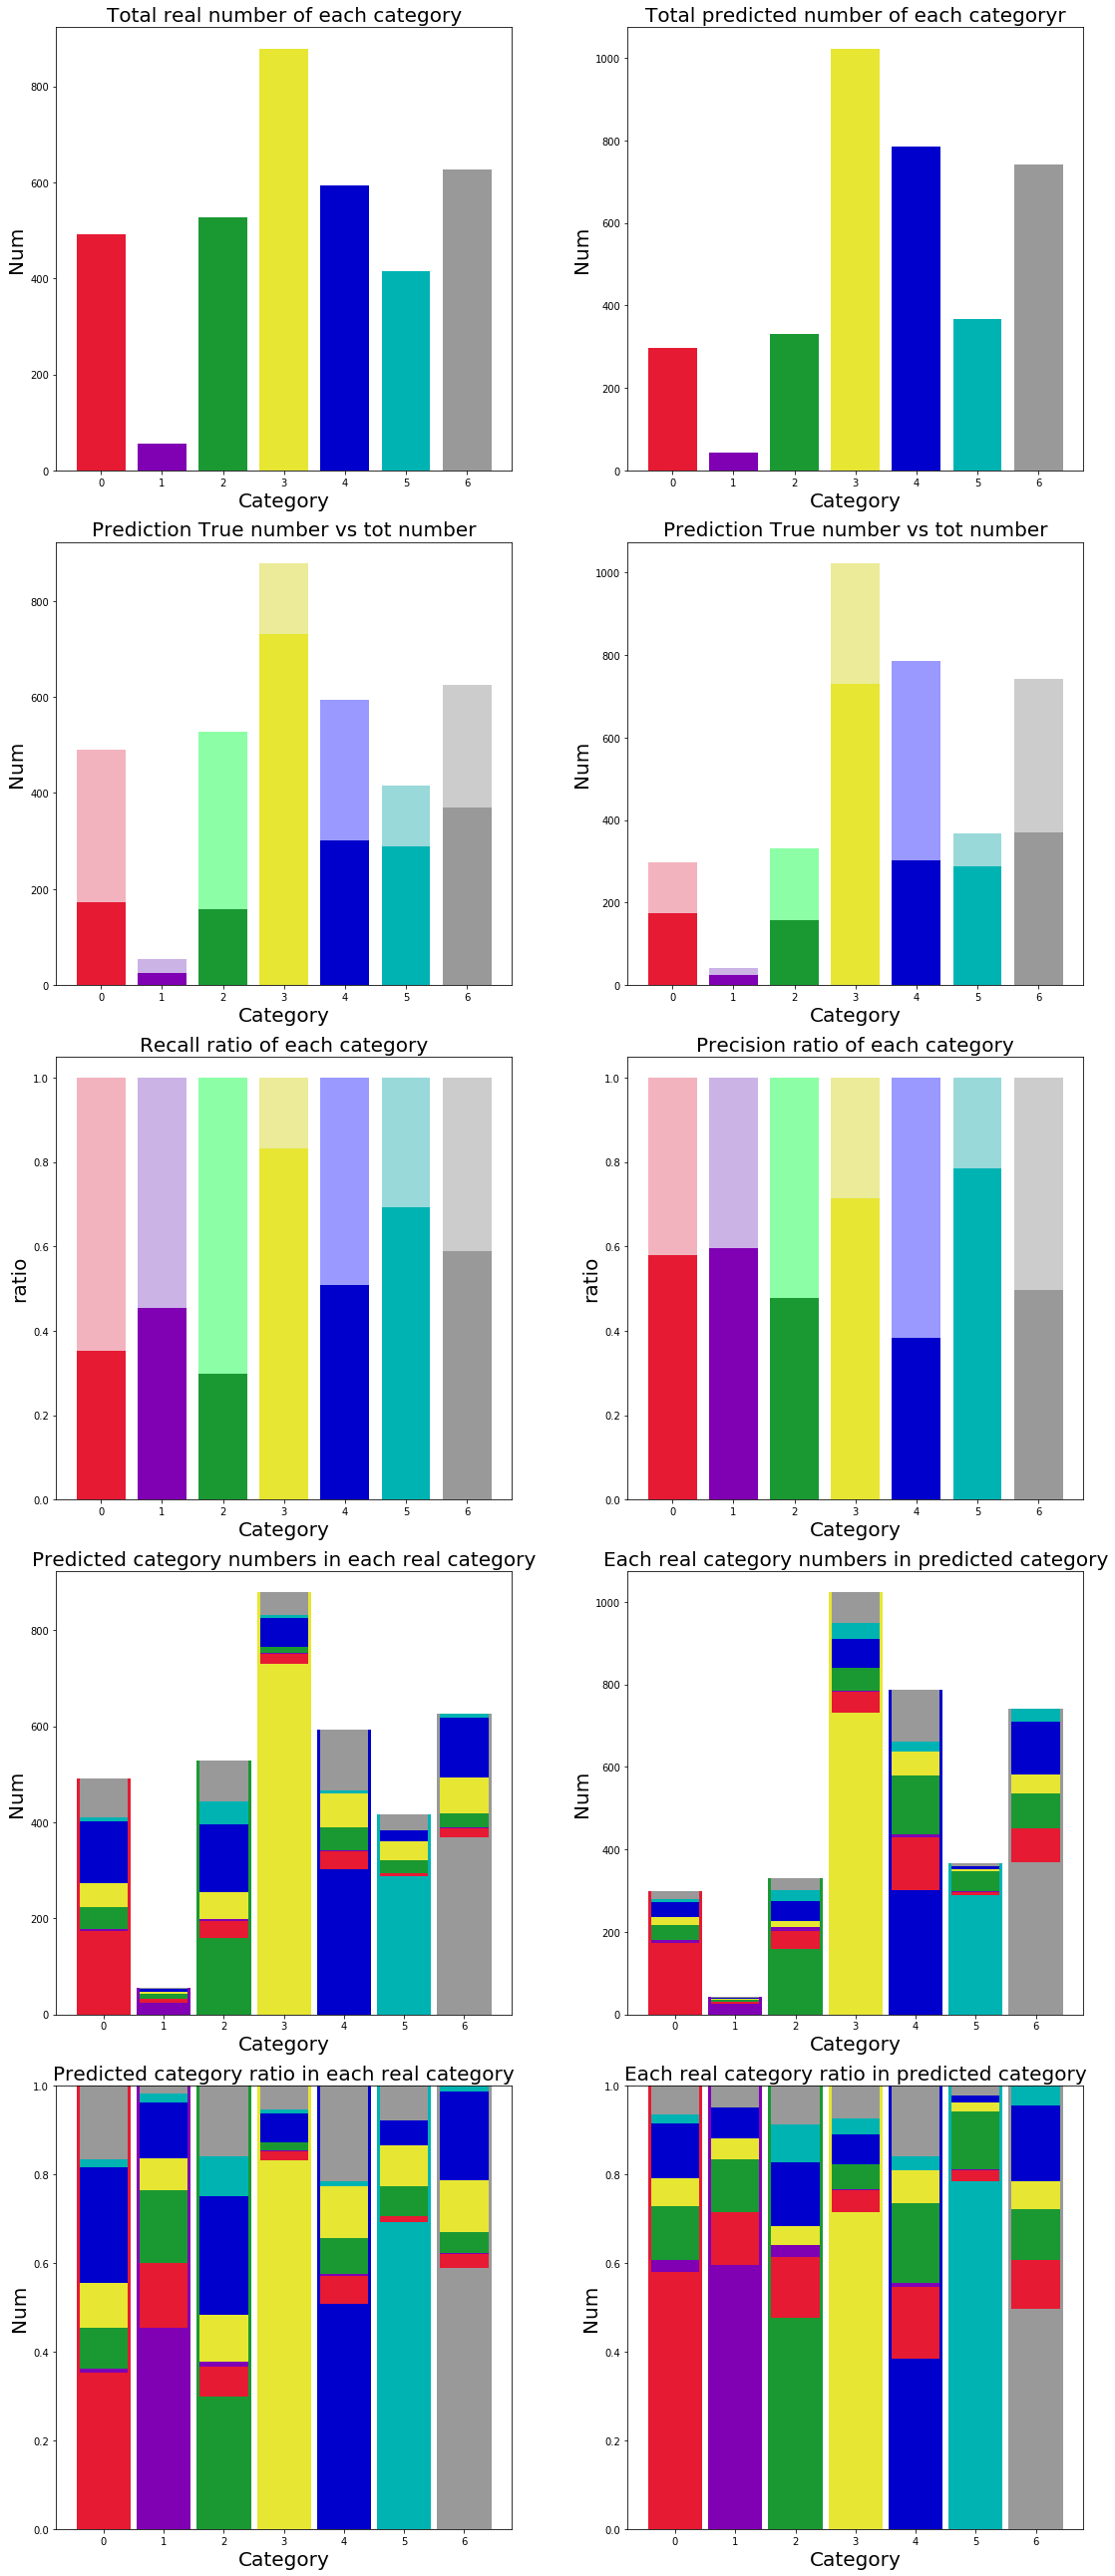 Total real number of each category
Total predicted number of each categoryr
800
600
400
200
0
Num
0 1 2 3 4 5 6
Category
1000
800
600
400
200
0
Num
0 1 2 3 4 5 6
Category
Prediction True number vs tot number
Prediction True number vs tot number
800
600
400
200
0
Num
0 1 2 3 4 5 6
Category
1000
800
600
400
200
0
Num
0 1 2 3 4 5 6
Category
Recall ratio of each category
Precision ratio of each category
1.0
0.8
0.6
0.4
0.2
0.0
ratio
0 1 2 3 4 5 6
Category
1.0
0.8
0.6
0.4
0.2
0.0
ratio
0 1 2 3 4 5 6
Category
Predicted category numbers in each real category
Each real category numbers in predicted category
800
600
400
200
0
Num
0 1 2 3 4 5 6
Category
1000
800
600
400
200
0
Num
0 1 2 3 4 5 6
Category
Predicted category ratio in each real category
Each real category ratio in predicted category
1.0
0.8
0.6
0.4
0.2
0.0
Num
0 1 2 3 4 5 6
Category
1.0
0.8
0.6
0.4
0.2
0.0
Num
0 1 2 3 4 5 6
Category